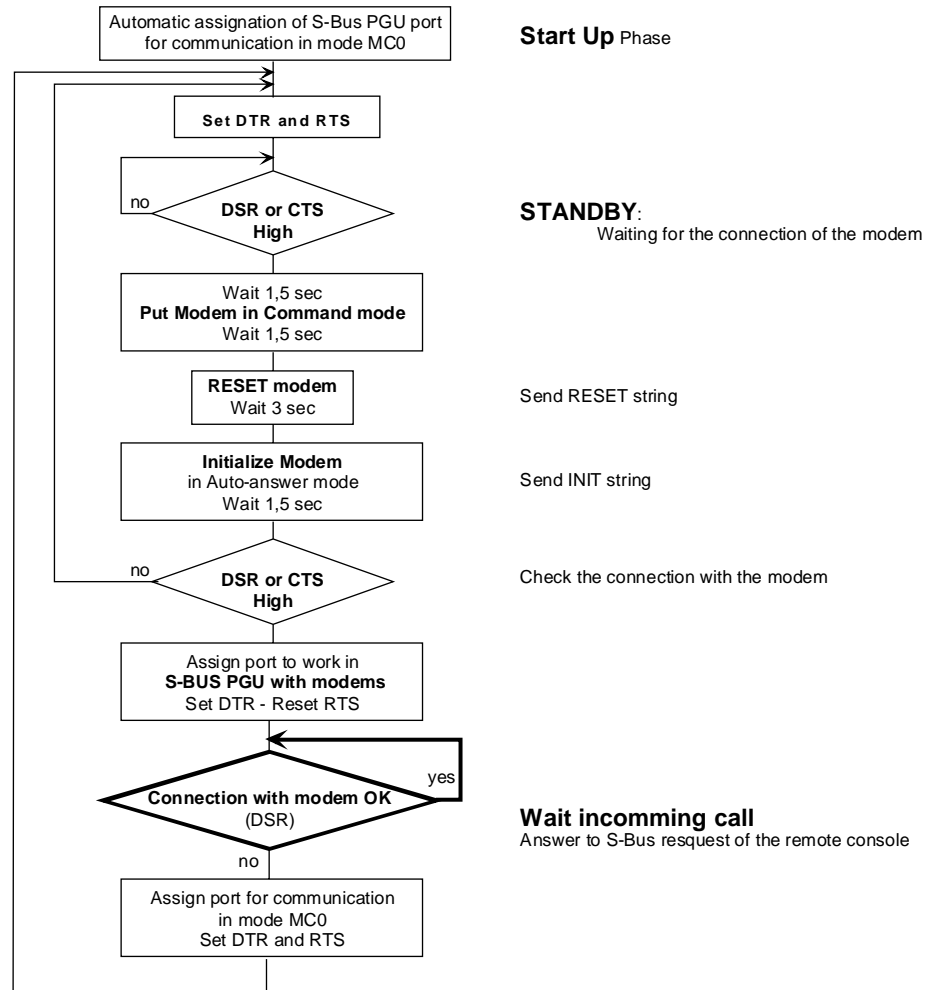 Automatic assignation of S-Bus PGU port
for communication in mode MC0
Start Up Phase
Set DTR and RTS
no
DSR or CTS
High
STANDBY:
Waiting for the connection of the modem
Wait 1,5 sec
Put Modem in Command mode
Wait 1,5 sec
RESET modem
Wait 3 sec
Send RESET string
Initialize Modem
in Auto-answer mode
Wait 1,5 sec
Send INIT string
no
DSR or CTS
High
Check the connection with the modem
Assign port to work in
S-BUS PGU with modems
Set DTR - Reset RTS
yes
Connection with modem OK
(DSR)
no
Wait incomming call
Answer to S-Bus resquest of the remote console
Assign port for communication
in mode MC0
Set DTR and RTS